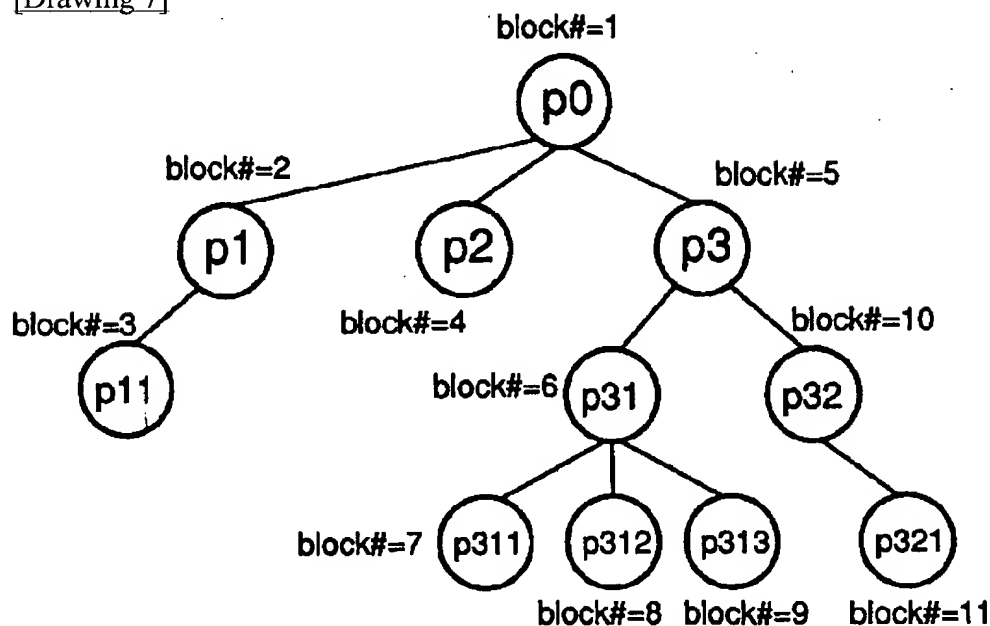 [Drawing 7]
block#=1
p0
block#=2
block#=5
p1
p2
p3
block#=3
block#=4
block#=10
p11
block#=6
p31
p32
block#=7
p311
p312
p313
p321
block#=8
block#=9
block#=11